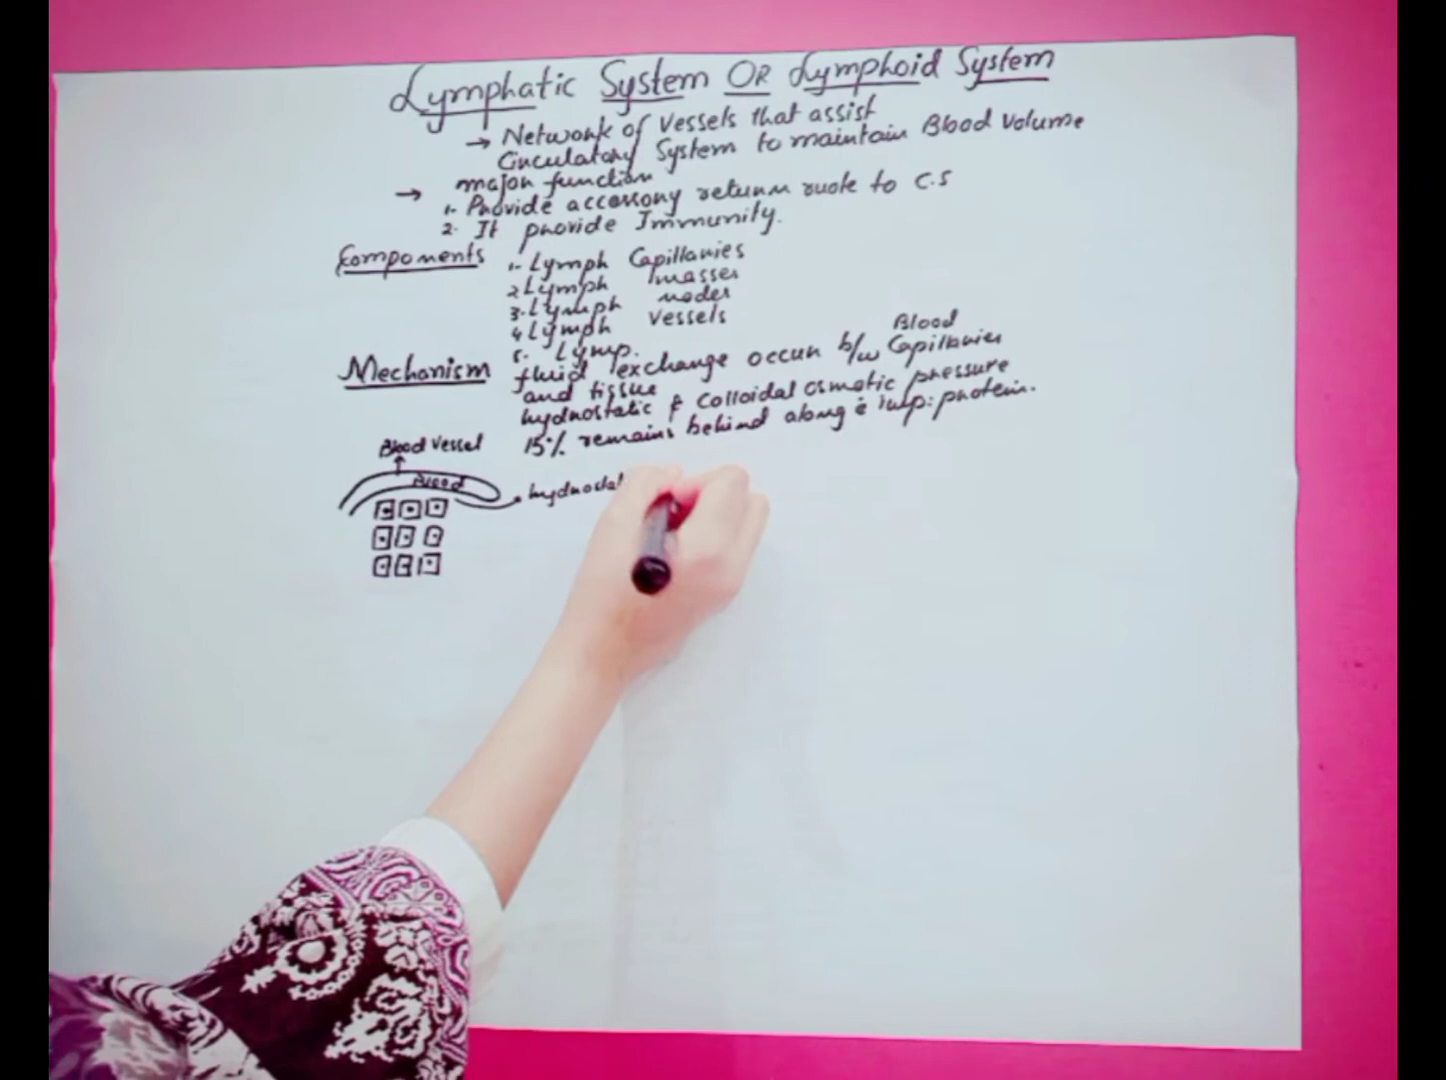 Lymphatic System OR Lymphoid System
→ Network of Vessels that assist
Circulatory System to maintain Blood Volume
→ major function
1- Provide accessory return ruote to C.S
2- It provide Immunity.
Components 1- Lymph Capillaries
2 Lymph masses
3. Lymph nodes
4 Lymph Vessels
5- Lymp.
Blood
Mechanism fluid exchange occur b/w Capillaries
and tissue
hydrostatic & Colloidal osmotic pressure
15% remains behind along ē imp: protein.
Blood Vessel
Blood
hydrostat